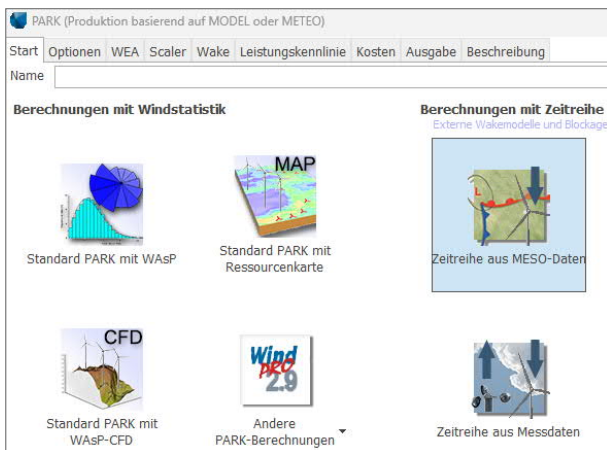 PARK (Produktion basierend auf MODEL oder METEO)
Start Optionen WEA Scaler Wake Leistungskennlinie Kosten Ausgabe Beschreibung
Name
Berechnungen mit Windstatistik
Berechnungen mit Zeitreihe
Externe Wakemodelle und Blockage
MAP
L
Standard PARK mit WAsP
Standard PARK mit
Ressourcenkarte
Zeitreihe aus MESO-Daten
CFD
Wind
PRO
2.9
Standard PARK mit
WAsP-CFD
Andere
PARK-Berechnungen
Zeitreihe aus Messdaten